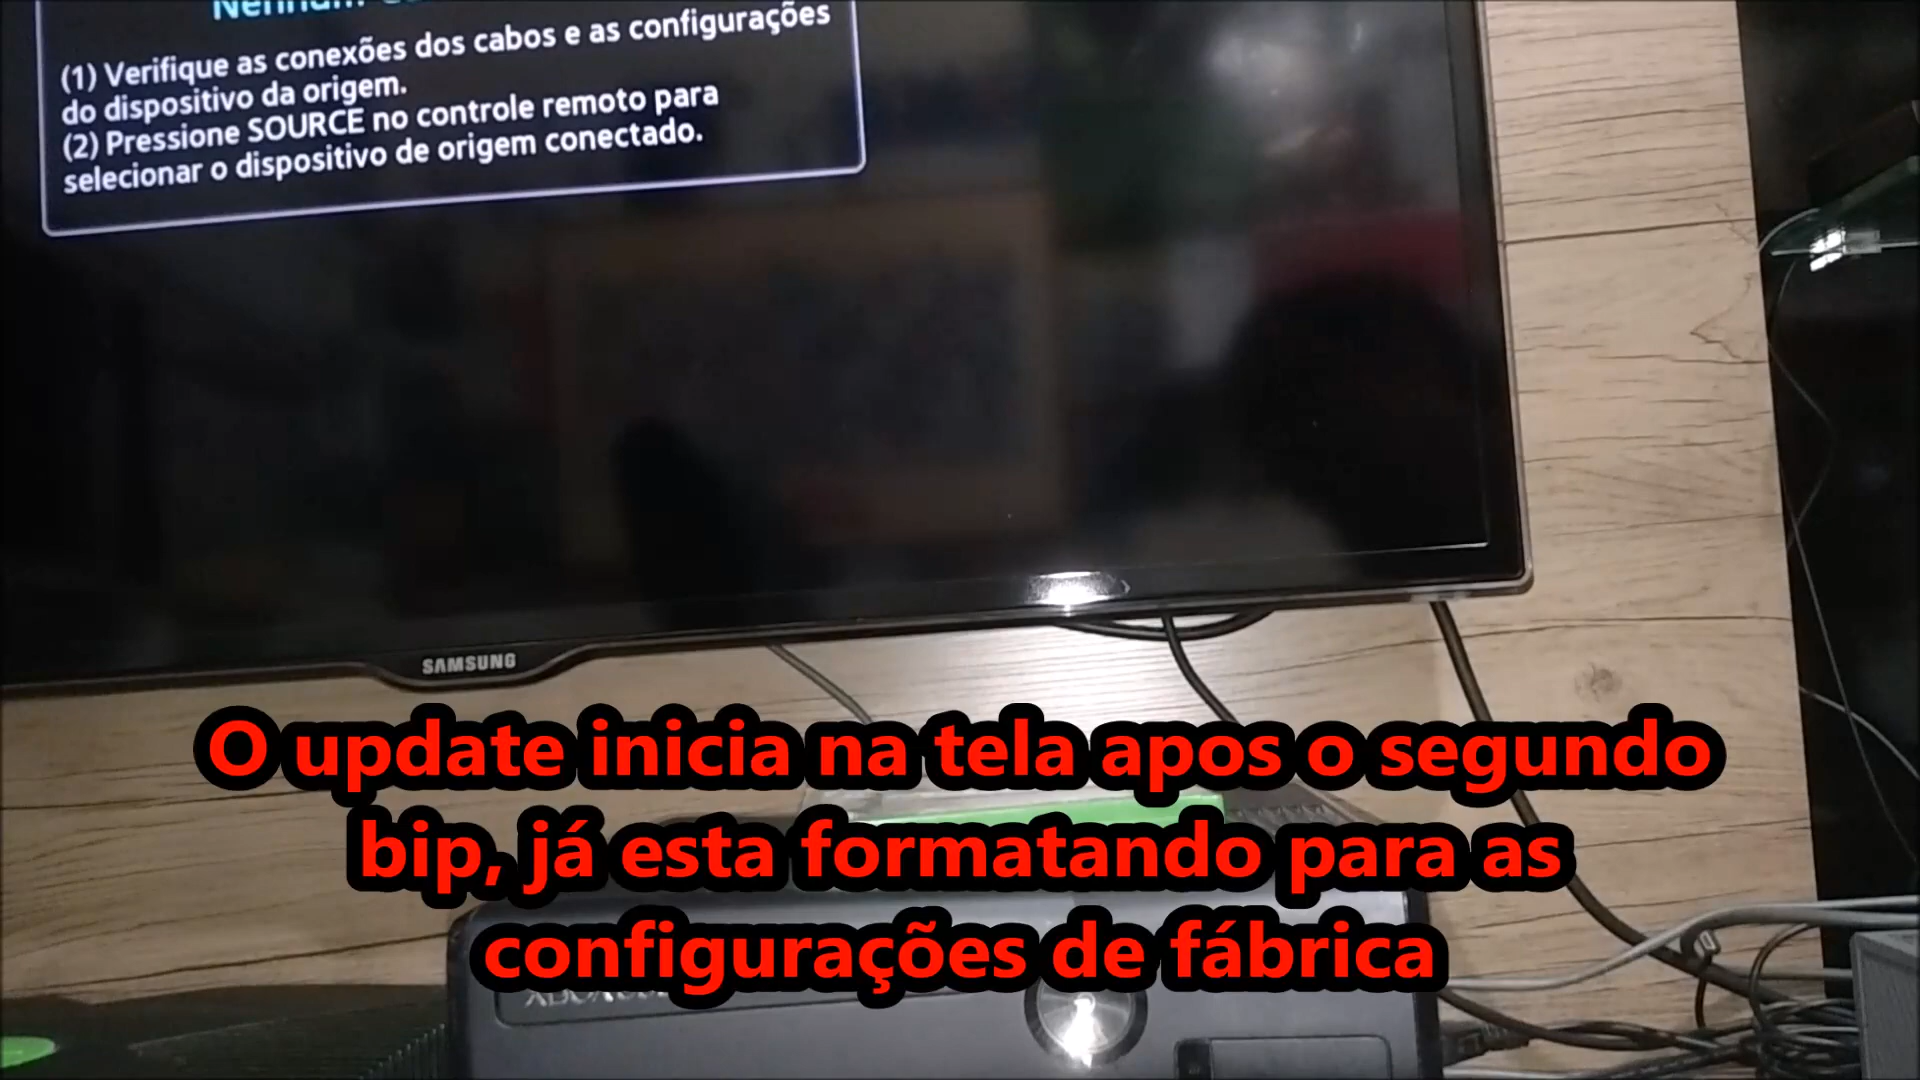 (1) Verifique as conexões dos cabos e as configurações
do dispositivo da origem.
(2) Pressione SOURCE no controle remoto para
selecionar o dispositivo de origem conectado.
SAMSUNG
O update inicia na tela apos o segundo
bip, já esta formatando para as
configurações de fábrica